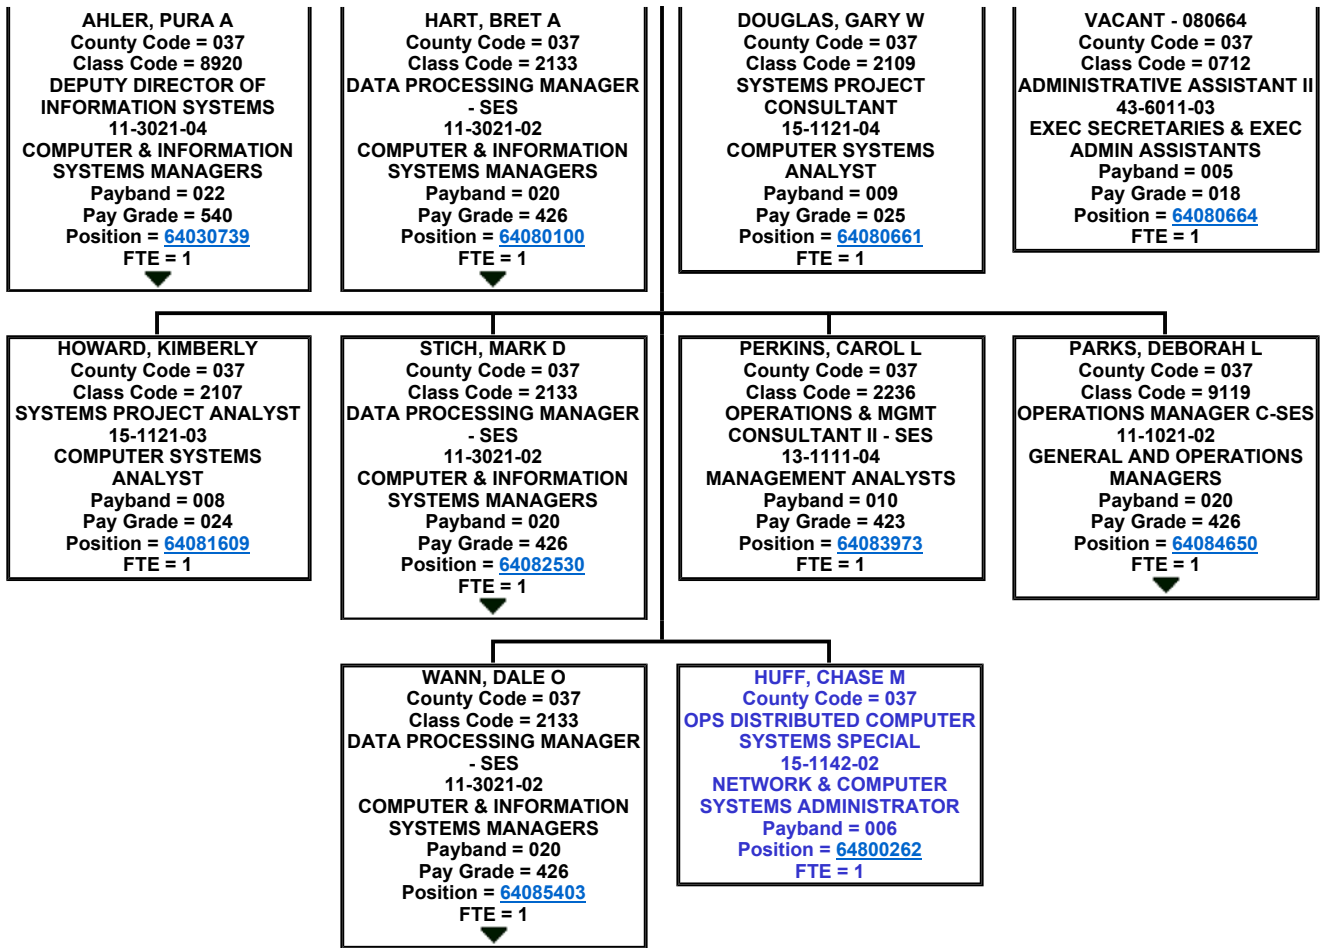 AHLER, PURA A
County Code = 037
Class Code = 8920
DEPUTY DIRECTOR OF
INFORMATION SYSTEMS
11-3021-04
COMPUTER & INFORMATION
SYSTEMS MANAGERS
Payband = 022
Pay Grade = 540
Position = 64030739
FTE = 1
HART, BRET A
County Code = 037
Class Code = 2133
DATA PROCESSING MANAGER
- SES
11-3021-02
COMPUTER & INFORMATION
SYSTEMS MANAGERS
Payband = 020
Pay Grade = 426
Position = 64080100
FTE = 1
DOUGLAS, GARY W
County Code = 037
Class Code = 2109
SYSTEMS PROJECT
CONSULTANT
15-1121-04
COMPUTER SYSTEMS
ANALYST
Payband = 009
Pay Grade = 025
Position = 64080661
FTE = 1
VACANT - 080664
County Code = 037
Class Code = 0712
ADMINISTRATIVE ASSISTANT II
43-6011-03
EXEC SECRETARIES & EXEC
ADMIN ASSISTANTS
Payband = 005
Pay Grade = 018
Position = 64080664
FTE = 1
HOWARD, KIMBERLY
County Code = 037
Class Code = 2107
SYSTEMS PROJECT ANALYST
15-1121-03
COMPUTER SYSTEMS
ANALYST
Payband = 008
Pay Grade = 024
Position = 64081609
FTE = 1
STICH, MARK D
County Code = 037
Class Code = 2133
DATA PROCESSING MANAGER
- SES
11-3021-02
COMPUTER & INFORMATION
SYSTEMS MANAGERS
Payband = 020
Pay Grade = 426
Position = 64082530
FTE = 1
PERKINS, CAROL L
County Code = 037
Class Code = 2236
OPERATIONS & MGMT
CONSULTANT II - SES
13-1111-04
MANAGEMENT ANALYSTS
Payband = 010
Pay Grade = 423
Position = 64083973
FTE = 1
PARKS, DEBORAH L
County Code = 037
Class Code = 9119
OPERATIONS MANAGER C-SES
11-1021-02
GENERAL AND OPERATIONS
MANAGERS
Payband = 020
Pay Grade = 426
Position = 64084650
FTE = 1
WANN, DALE O
County Code = 037
Class Code = 2133
DATA PROCESSING MANAGER
- SES
11-3021-02
COMPUTER & INFORMATION
SYSTEMS MANAGERS
Payband = 020
Pay Grade = 426
Position = 64085403
FTE = 1
HUFF, CHASE M
County Code = 037
OPS DISTRIBUTED COMPUTER
SYSTEMS SPECIAL
15-1142-02
NETWORK & COMPUTER
SYSTEMS ADMINISTRATOR
Payband = 006
Position = 64800262
FTE = 1